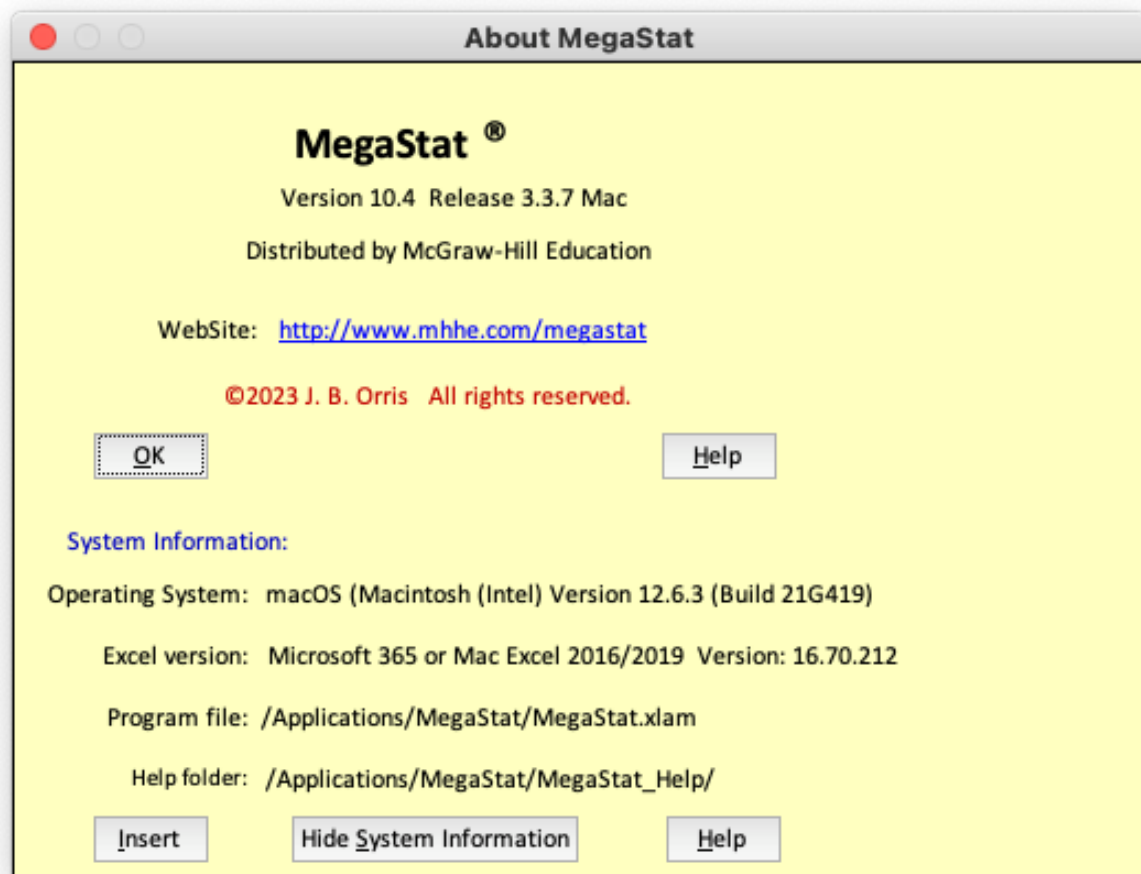 About MegaStat
MegaStat ®
Version 10.4 Release 3.3.7 Mac
Distributed by McGraw-Hill Education
WebSite: http://www.mhhe.com/megastat
©2023 J. B. Orris All rights reserved.
OK Help
System Information:
Operating System: macOS (Macintosh (Intel) Version 12.6.3 (Build 21G419)
Excel version: Microsoft 365 or Mac Excel 2016/2019 Version: 16.70.212
Program file: /Applications/MegaStat/MegaStat.xlam
Help folder: /Applications/MegaStat/MegaStat_Help/
Insert Hide System Information Help